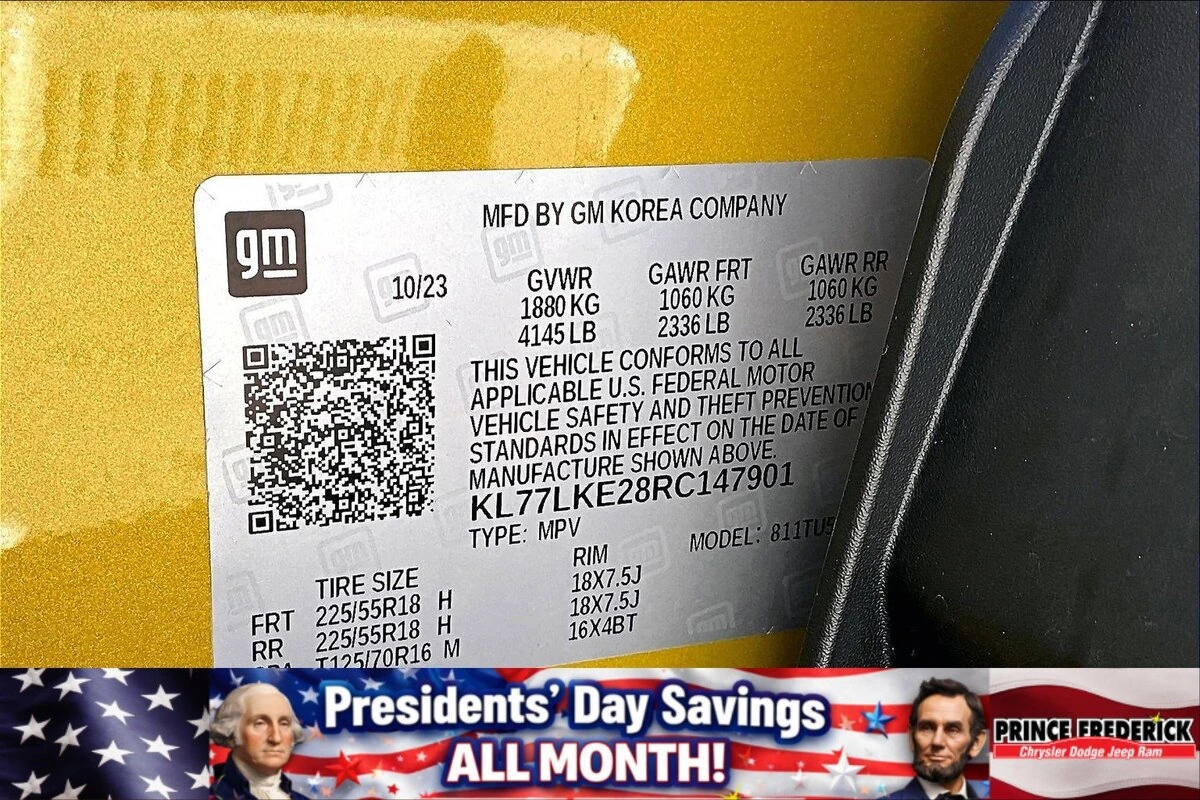 gm
MFD BY GM KOREA COMPANY
10/23
GVWR GAWR FRT GAWR RR
1880 KG 1060 KG 1060 KG
4145 LB 2336 LB 2336 LB
THIS VEHICLE CONFORMS TO ALL
APPLICABLE U.S. FEDERAL MOTOR
VEHICLE SAFETY AND THEFT PREVENTION
STANDARDS IN EFFECT ON THE DATE OF
MANUFACTURE SHOWN ABOVE.
KL77LKE28RC147901
TYPE: MPV MODEL: 811TU5
TIRE SIZE RIM
FRT 225/55R18 H 18X7.5J
RR 225/55R18 H 18X7.5J
T125/70R16 M 16X4BT
Presidents' Day Savings
ALL MONTH!
PRINCE FREDERICK
Chrysler Dodge Jeep Ram